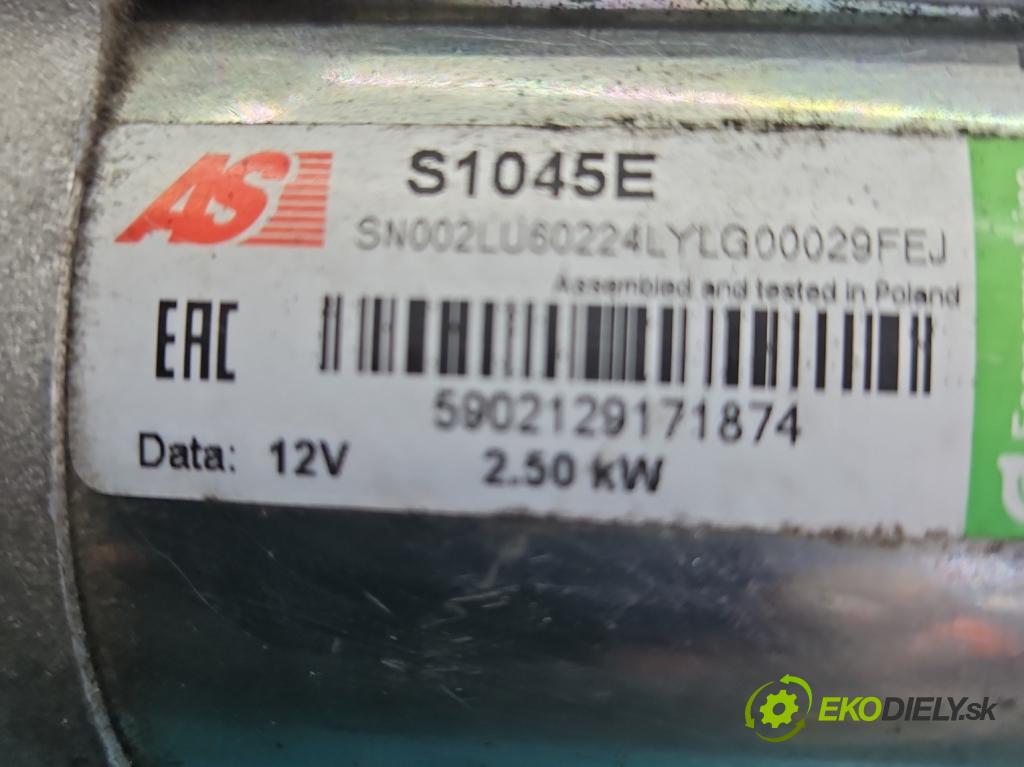 AS
S1045E
SN002LU60224LYLG00029FEJ
Assembled and tested in Poland
EAC
5902129171874
Data: 12V 2.50 kW
EKODIELY.sk